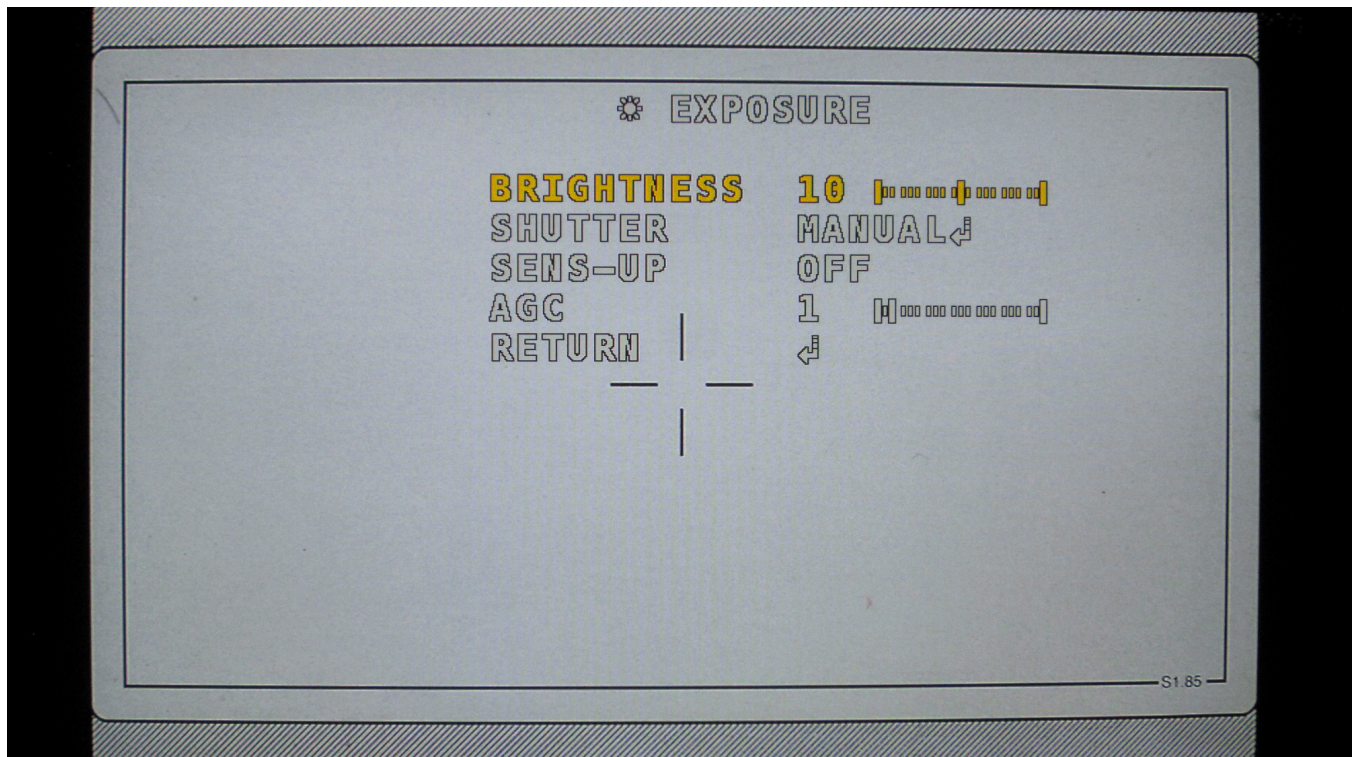 EXPOSURE
BRIGHTNESS 10
SHUTTER MANUAL↲
SENS-UP OFF
AGC 1
RETURN ↲
S1.85